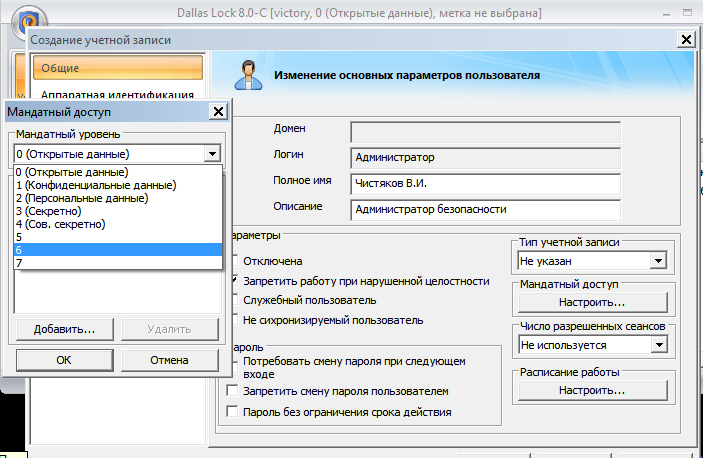 Dallas Lock 8.0-C [victory, 0 (Открытые данные), метка не выбрана]
Создание учетной записи
Общие
Аппаратная идентификация
Изменение основных параметров пользователя
Мандатный доступ
Мандатный уровень
0 (Открытые данные)
0 (Открытые данные)
1 (Конфиденциальные данные)
2 (Персональные данные)
3 (Секретно)
4 (Сов. секретно)
5
6
7
Добавить...
Удалить
OK
Отмена
Домен
Логин
Администратор
Полное имя
Чистяков В.И.
Описание
Администратор безопасности
араметры
Отключена
Запретить работу при нарушенной целостности
Служебный пользователь
Не сихронизируемый пользователь
Тип учетной записи
Не указан
Мандатный доступ
Настроить...
Число разрешенных сеансов
Не используется
Расписание работы
Настроить...
ароль
Потребовать смену пароля при следующем
входе
Запретить смену пароля пользователем
Пароль без ограничения срока действия